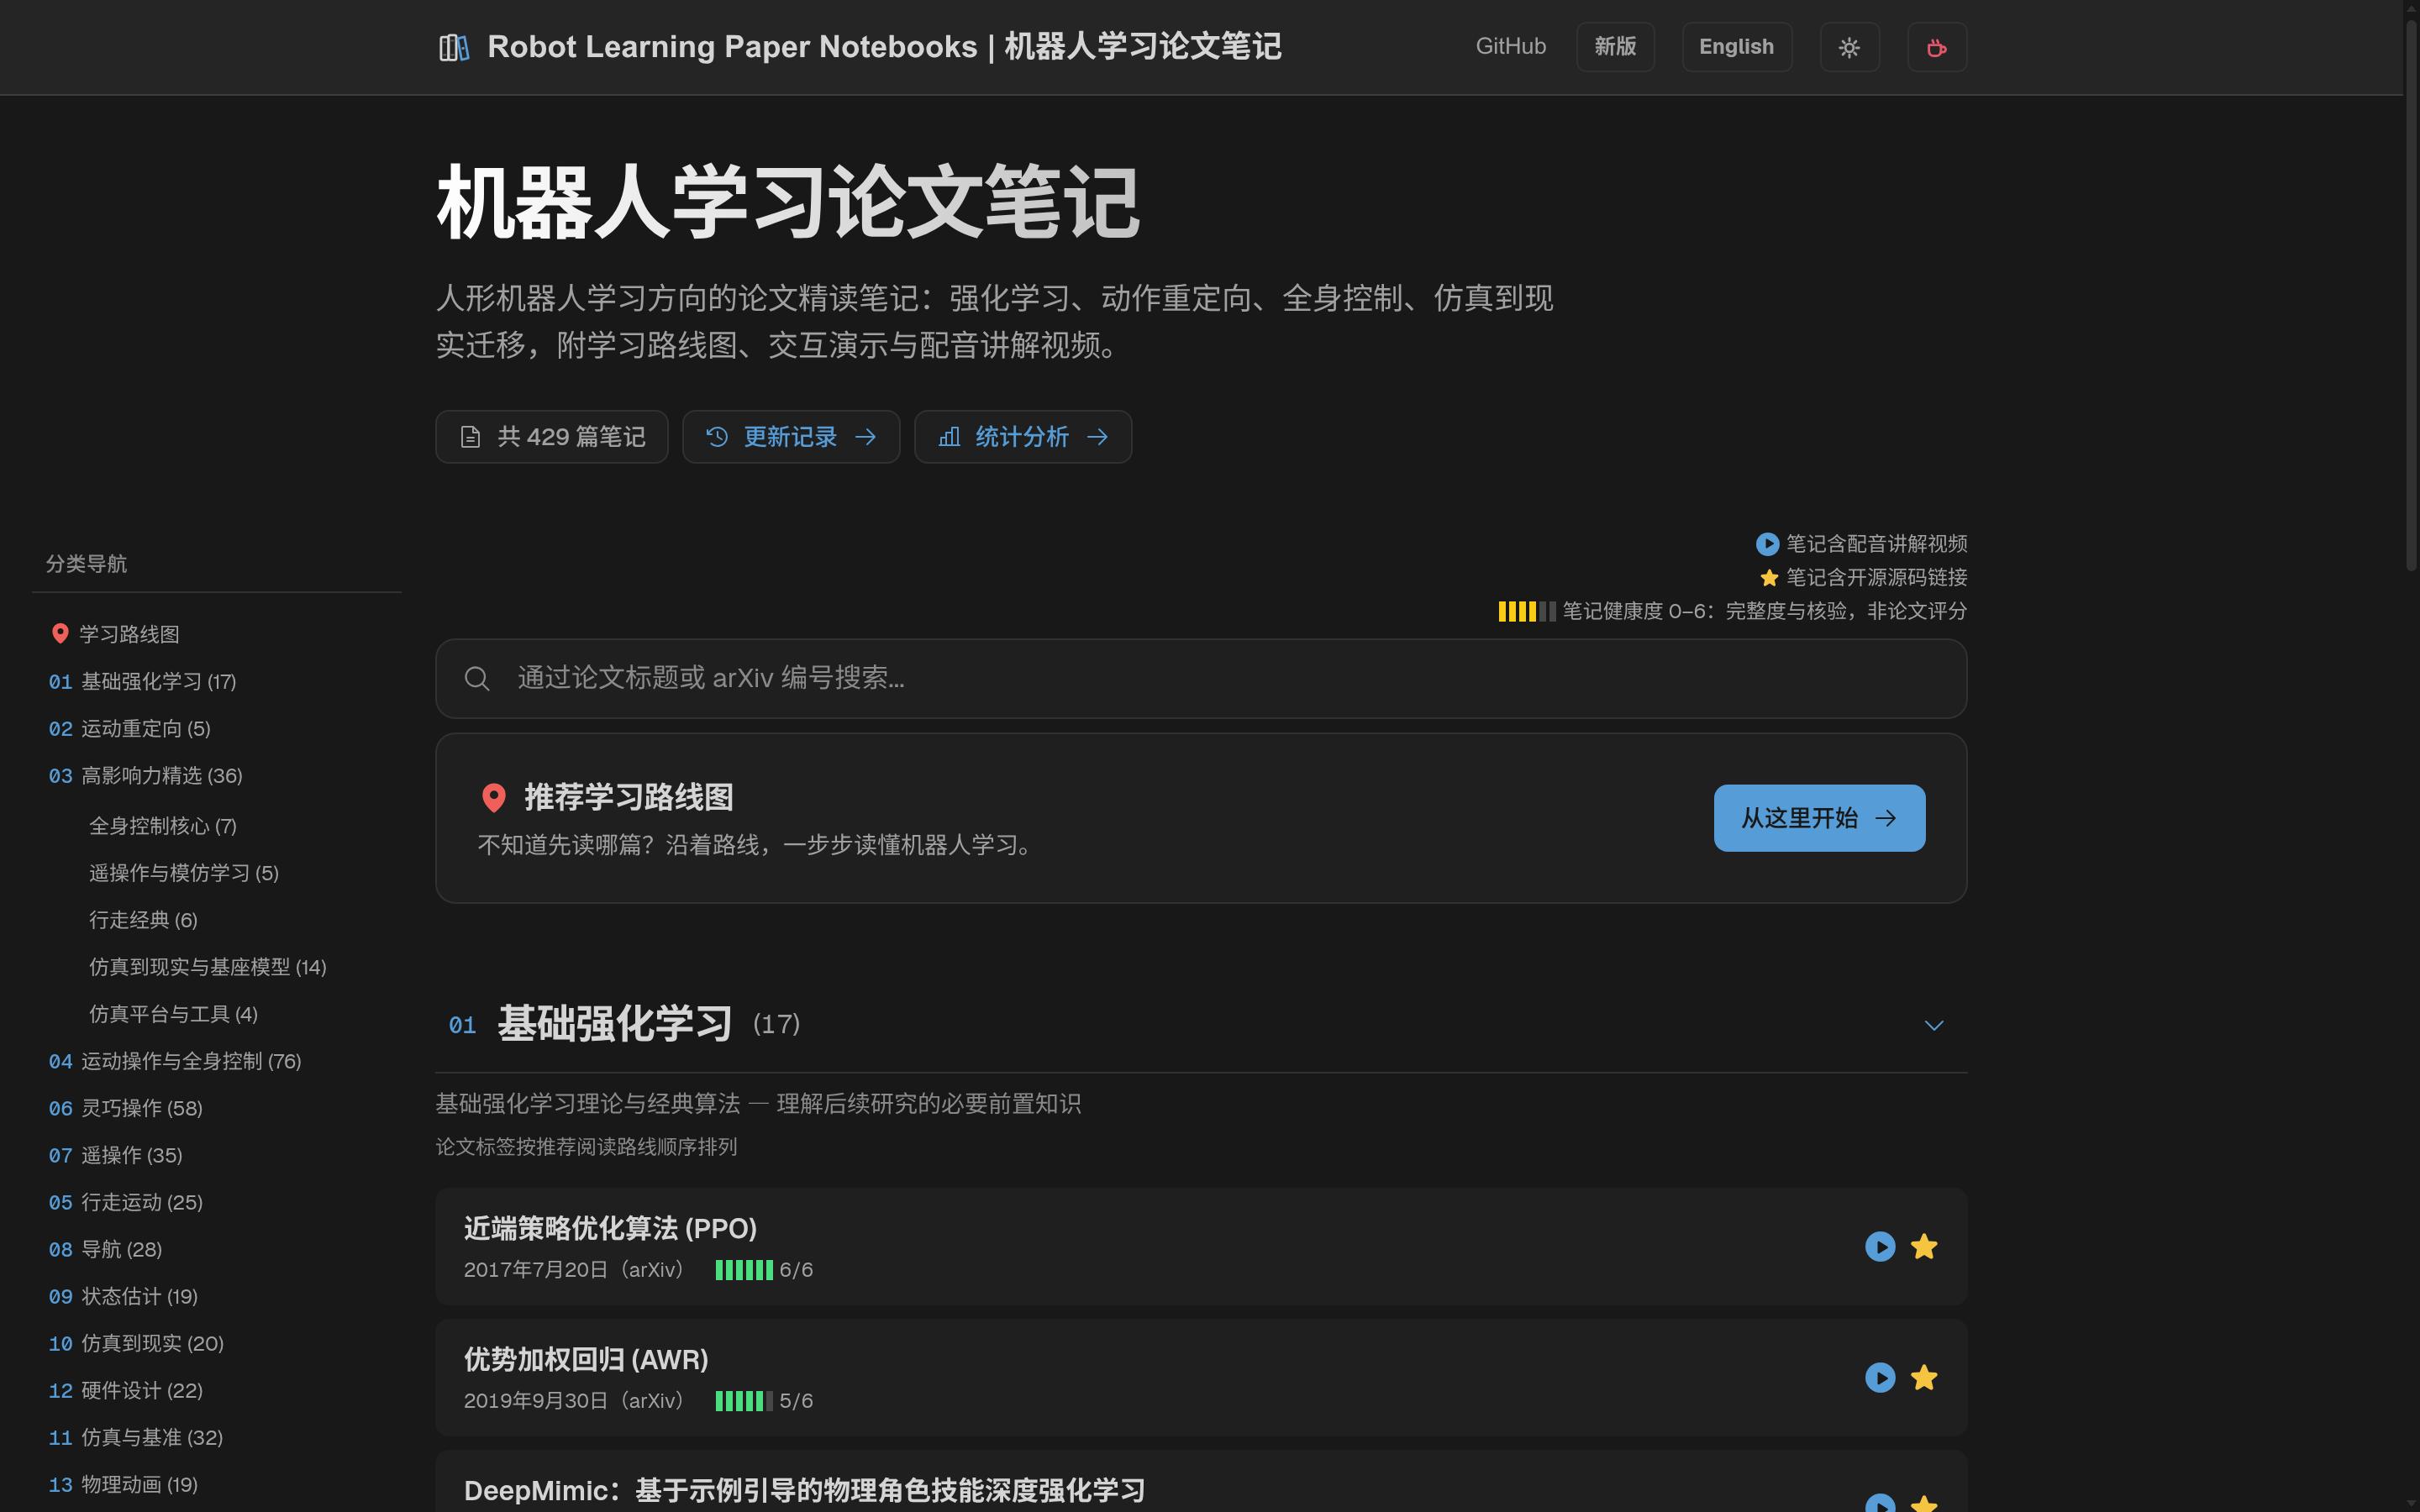 Robot Learning Paper Notebooks | 机器人学习论文笔记
GitHub
新版
English
机器人学习论文笔记
人形机器人学习方向的论文精读笔记：强化学习、动作重定向、全身控制、仿真到现
实迁移，附学习路线图、交互演示与配音讲解视频。
共 429 篇笔记
更新记录 →
统计分析 →
笔记含配音讲解视频
笔记含开源源码链接
笔记健康度 0–6：完整度与核验，非论文评分
分类导航
学习路线图
01 基础强化学习 (17)
02 运动重定向 (5)
03 高影响力精选 (36)
全身控制核心 (7)
遥操作与模仿学习 (5)
行走经典 (6)
仿真到现实与基座模型 (14)
仿真平台与工具 (4)
04 运动操作与全身控制 (76)
06 灵巧操作 (58)
07 遥操作 (35)
05 行走运动 (25)
08 导航 (28)
09 状态估计 (19)
10 仿真到现实 (20)
12 硬件设计 (22)
11 仿真与基准 (32)
13 物理动画 (19)
通过论文标题或 arXiv 编号搜索...
推荐学习路线图
不知道先读哪篇？沿着路线，一步步读懂机器人学习。
从这里开始 →
01 基础强化学习 (17)
基础强化学习理论与经典算法 — 理解后续研究的必要前置知识
论文标签按推荐阅读路线顺序排列
近端策略优化算法 (PPO)
2017年7月20日（arXiv） 6/6
优势加权回归 (AWR)
2019年9月30日（arXiv） 5/6
DeepMimic：基于示例引导的物理角色技能深度强化学习